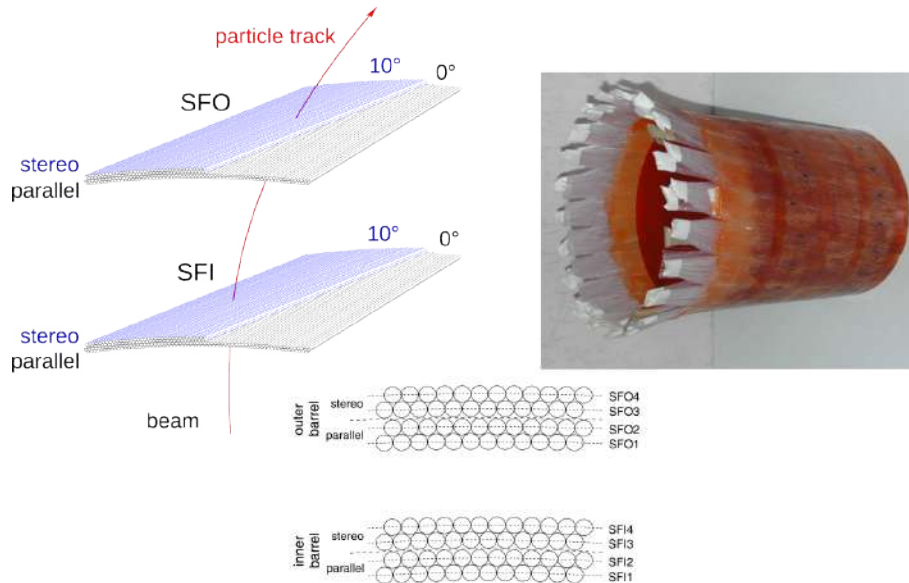 particle track
10°
0°
SFO
stereo
parallel
10°
0°
SFI
stereo
parallel
beam
outer
barrel
stereo
parallel
SFO4
SFO3
SFO2
SFO1
inner
barrel
stereo
parallel
SFI4
SFI3
SFI2
SFI1